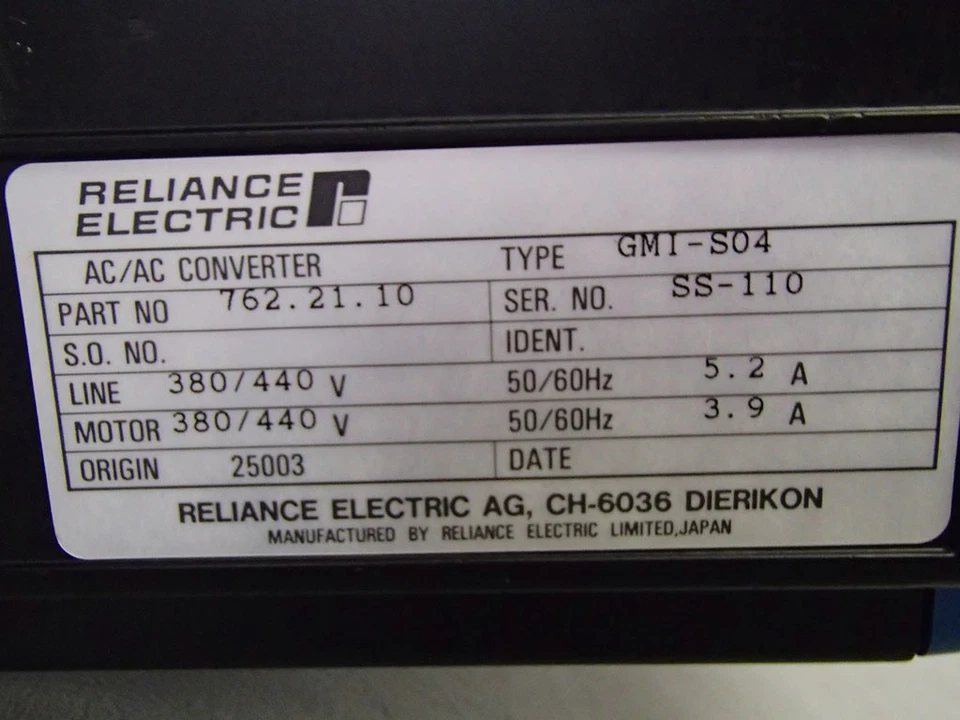 RELIANCE
ELECTRIC
AC/AC CONVERTER TYPE GMI-S04
PART NO 762.21.10 SER. NO. SS-110
S.O. NO. IDENT.
LINE 380/440 V 50/60Hz 5.2 A
MOTOR 380/440 V 50/60Hz 3.9 A
ORIGIN 25003 DATE
RELIANCE ELECTRIC AG, CH-6036 DIERIKON
MANUFACTURED BY RELIANCE ELECTRIC LIMITED,JAPAN